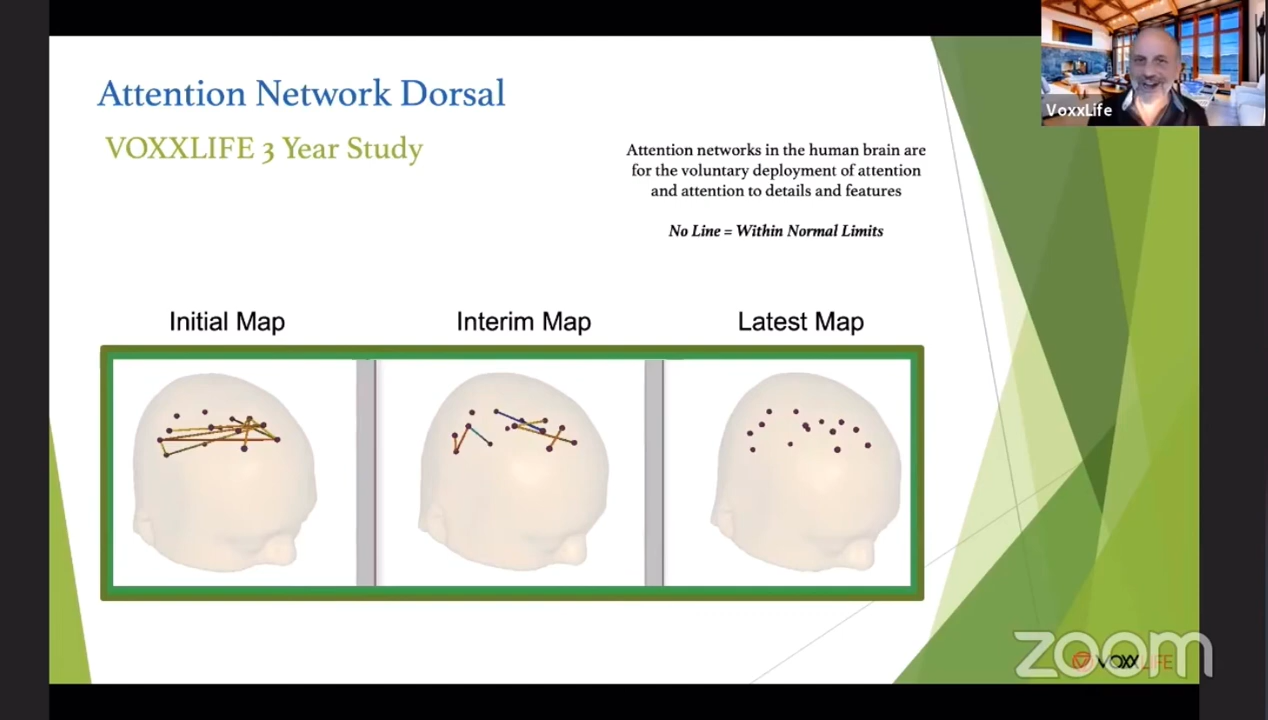 Attention Network Dorsal
VOXXLIFE 3 Year Study
VoxxLife
Attention networks in the human brain are
for the voluntary deployment of attention
and attention to details and features
No Line = Within Normal Limits
Initial Map
Interim Map
Latest Map
zoom
VOXXLIFE